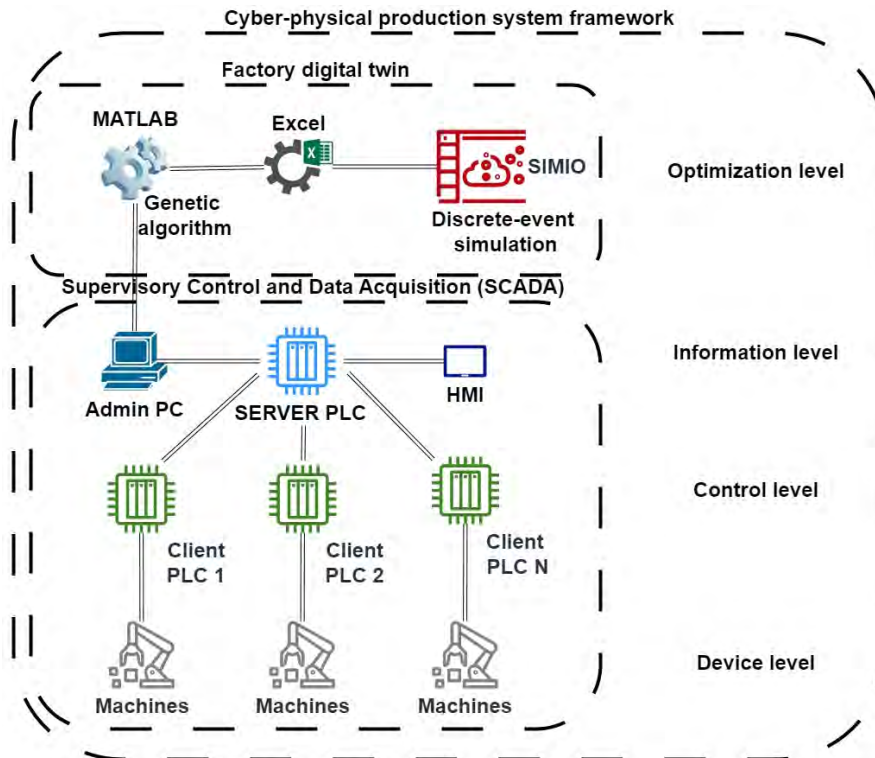 Cyber-physical production system framework
Factory digital twin
MATLAB
Excel
X
SIMIO
Optimization level
Genetic
algorithm
Discrete-event
simulation
Supervisory Control and Data Acquisition (SCADA)
Information level
Admin PC
SERVER PLC
HMI
Control level
Client
PLC 1
Client
PLC 2
Client
PLC N
Device level
Machines
Machines
Machines